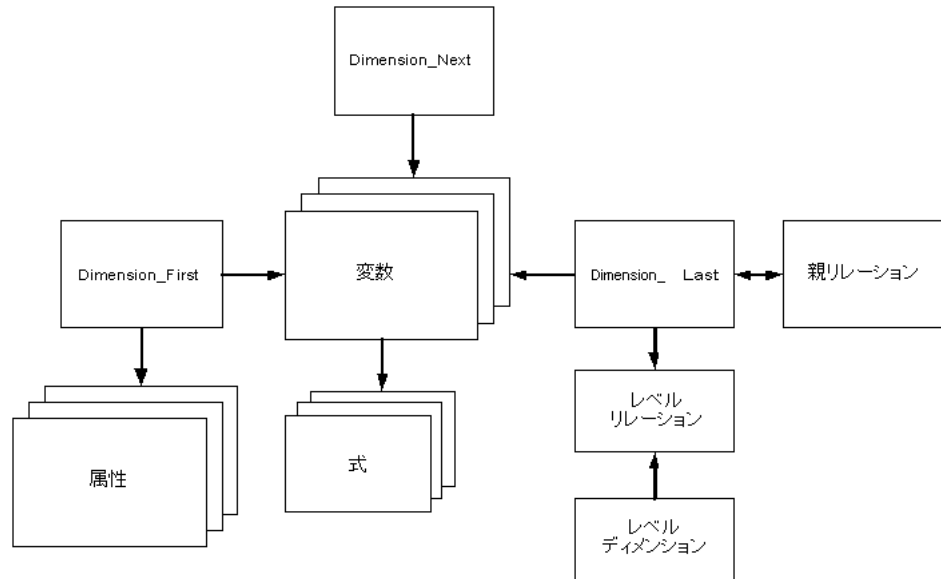 Dimension_Next
Dimension_First
変数
Dimension_ Last
親リレーション
属性
式
レベル
リレーション
レベル
ディメンション